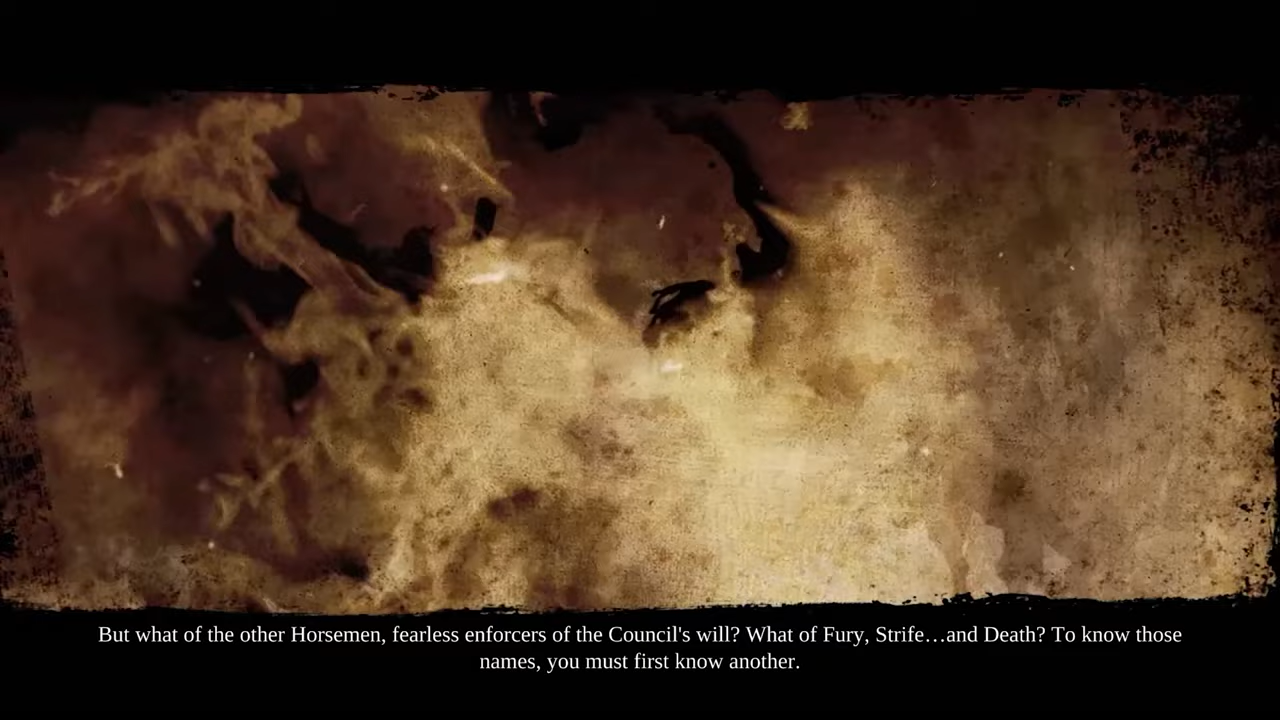 But what of the other Horsemen, fearless enforcers of the Council's will? What of Fury, Strife…and Death? To know those
names, you must first know another.